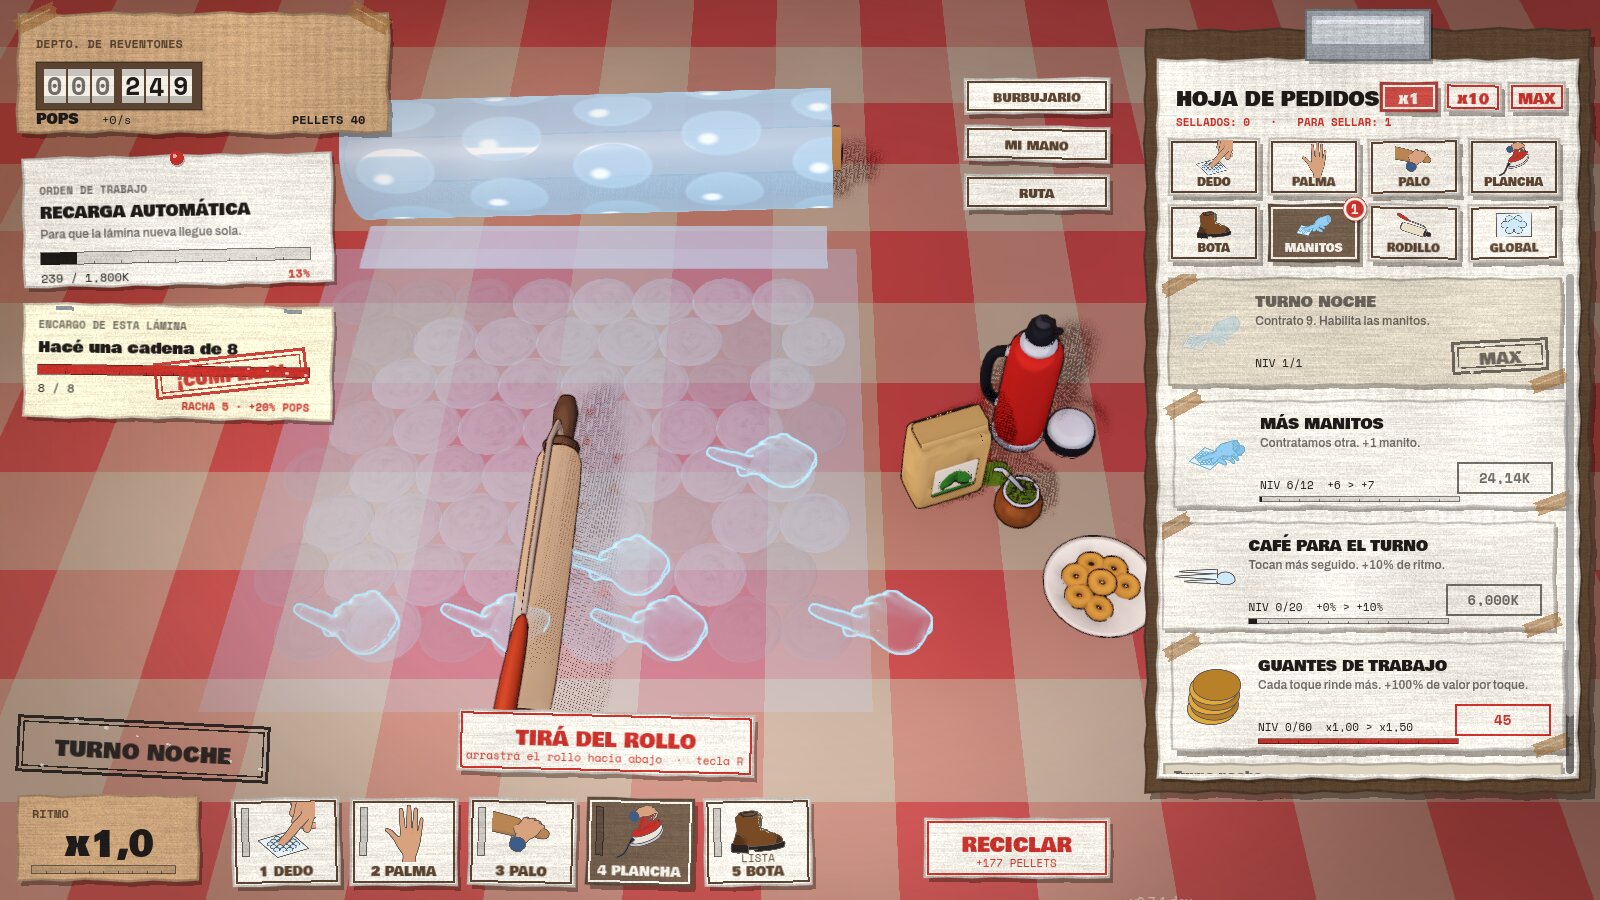 DEPTO. DE REVENTONES
000249
POPS +0/s PELLETS 40
ORDEN DE TRABAJO
RECARGA AUTOMÁTICA
Para que la lámina nueva llegue sola.
239 / 1.800K 13%
ENCARGO DE ESTA LÁMINA
Hacé una cadena de 8
8 / 8
RACHA 5 · +20% POPS
BURBUJARIO
MI MANO
RUTA
HOJA DE PEDIDOS x1 x10 MAX
SELLADOS: 0 · PARA SELLAR: 1
DEDO PALMA PALO PLANCHA
1
BOTA MANITOS RODILLO GLOBAL
TURNO NOCHE
Contrato 9. Habilita las manitos.
NIV 1/1 MAX
MÁS MANITOS
Contratamos otra. +1 manito.
NIV 6/12 +6 > +7 24,14K
CAFÉ PARA EL TURNO
Tocan más seguido. +10% de ritmo.
NIV 0/20 +0% > +10% 6,000K
GUANTES DE TRABAJO
Cada toque rinde más. +100% de valor por toque.
NIV 0/60 x1,00 > x1,50 45
TURNO NOCHE
TIRÁ DEL ROLLO
arrastrá el rollo hacia abajo · tecla R
RITMO
x1,0
1 DEDO
2 PALMA
3 PALO
4 PLANCHA
LISTA
5 BOTA
RECICLAR
+177 PELLETS